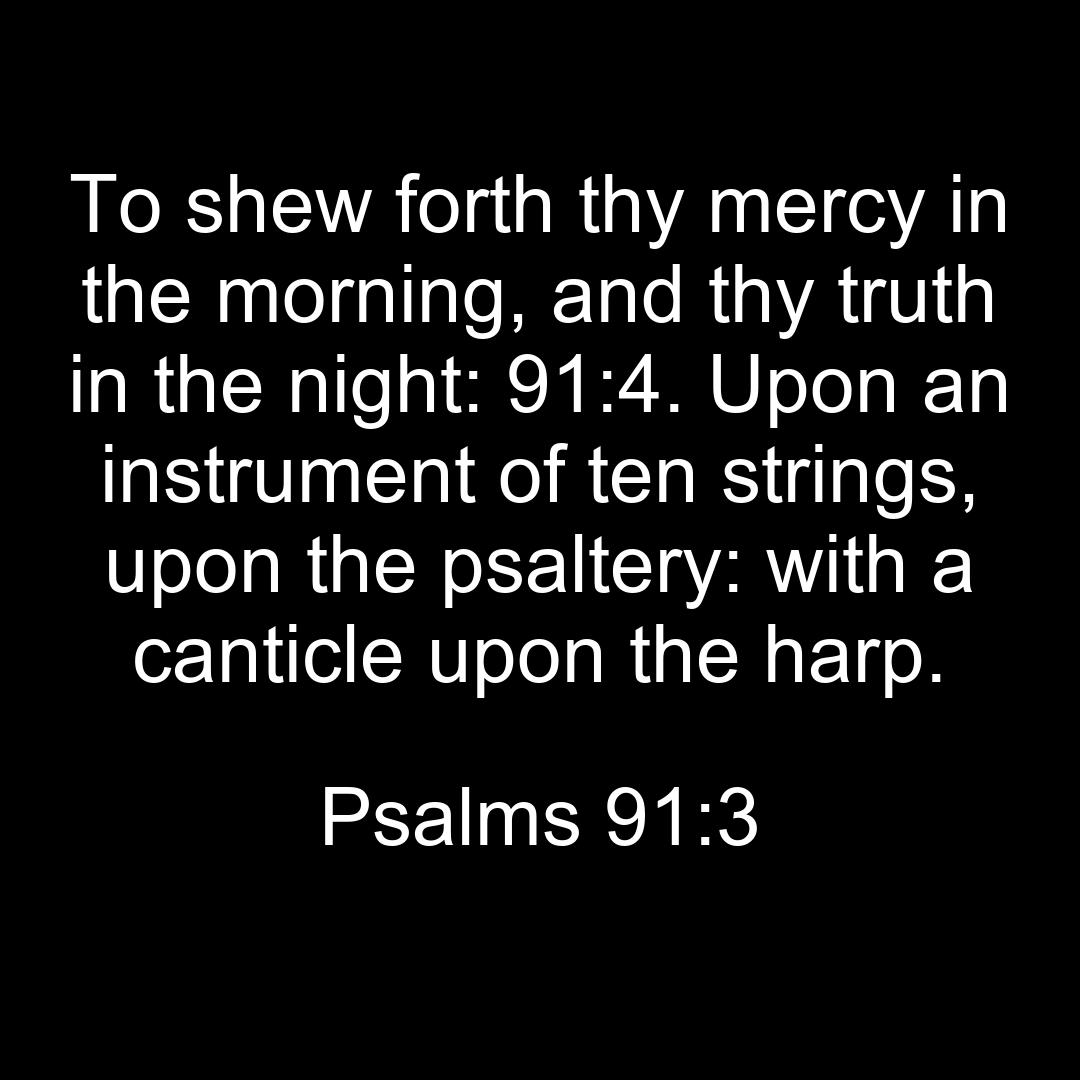 To shew forth thy mercy in
the morning, and thy truth
in the night: 91:4. Upon an
instrument of ten strings,
upon the psaltery: with a
canticle upon the harp.
Psalms 91:3